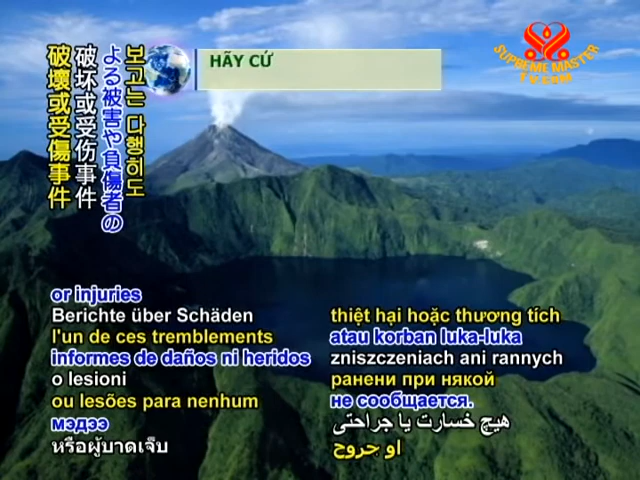 SUPREME MASTER
HÃY CỨ
보고는 다행히도
よる被害や負傷者の
破坏或受伤事件
破壞或受傷事件
or injuries
Berichte über Schäden
l'un de ces tremblements
informes de daños ni heridos
o lesioni
ou lesões para nenhum
мэдээ
หรือผู้บาดเจ็บ
thiệt hại hoặc thương tích
atau korban luka-luka
zniszczeniach ani rannych
ранени при някой
не сообщается.
هیچ خسارت یا جراحتی
او جروح